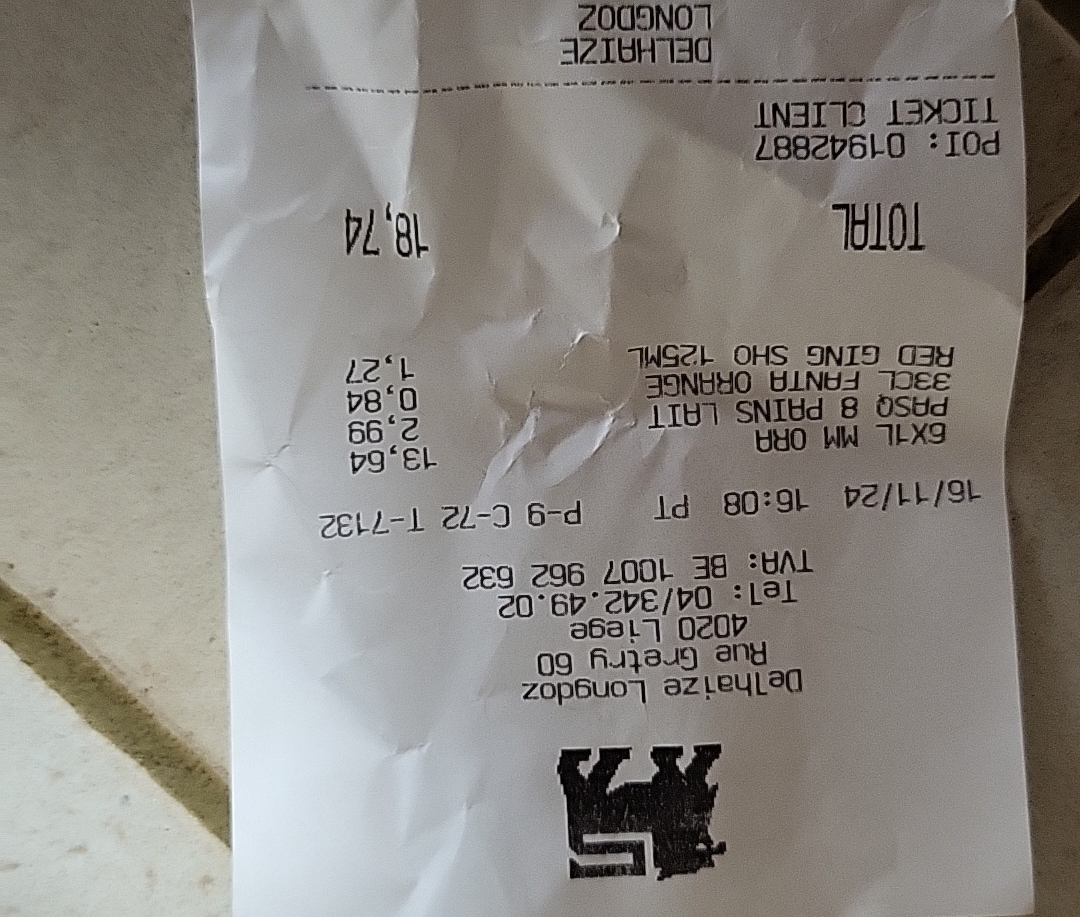 Delhaize Longdoz
Rue Gretry 60
4020 Liege
Tel: 04/342.49.02
TVA: BE 1007 962 632
16/11/24 16:08 PT P-9 C-72 T-7132
6X1L MM ORA 13,64
PASQ 8 PAINS LAIT 2,99
33CL FANTA ORANGE 0,84
RED GING SHO 125ML 1,27
TOTAL 18,74
POI: 01942887
TICKET CLIENT
DELHAIZE
LONGDOZ